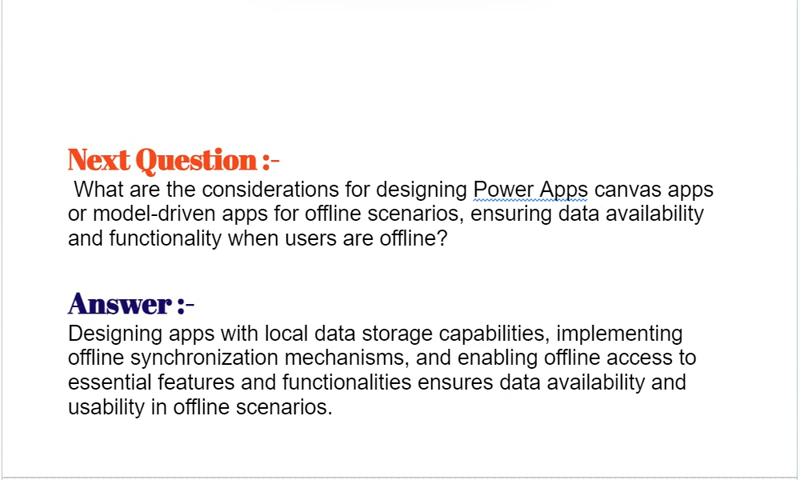 Next Question :-
What are the considerations for designing Power Apps canvas apps
or model-driven apps for offline scenarios, ensuring data availability
and functionality when users are offline?
Answer :-
Designing apps with local data storage capabilities, implementing
offline synchronization mechanisms, and enabling offline access to
essential features and functionalities ensures data availability and
usability in offline scenarios.